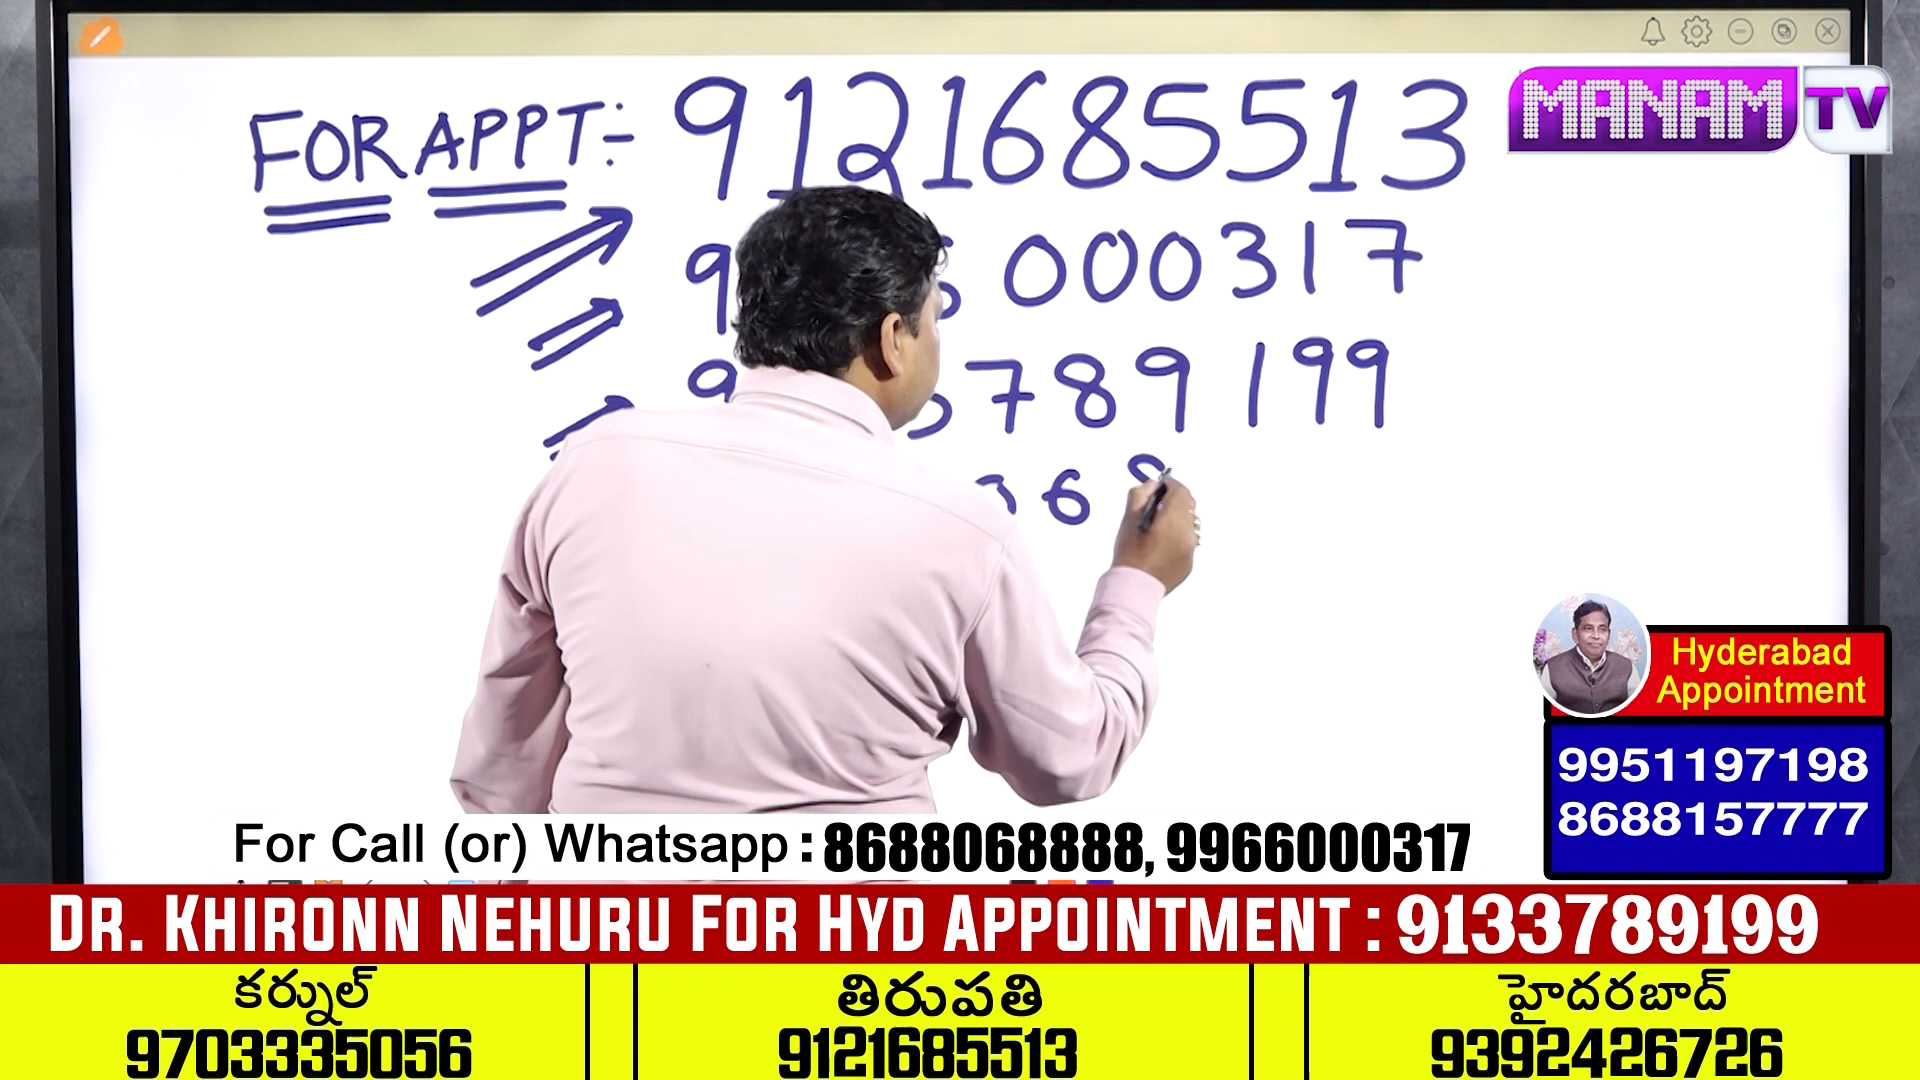 FOR APPT:- 9121685513
MANAM TV
000317
789199
68
Hyderabad
Appointment
9951197198
8688157777
For Call (or) Whatsapp : 8688068888, 9966000317
DR. KHIRONN NEHURU FOR HYD APPOINTMENT : 9133789199
కర్నుల్
9703335056
తిరుపతి
9121685513
హైదరబాద్
9392426726